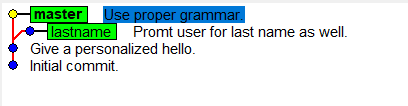 master Use proper grammar.
lastname Promt user for last name as well.
Give a personalized hello.
Initial commit.